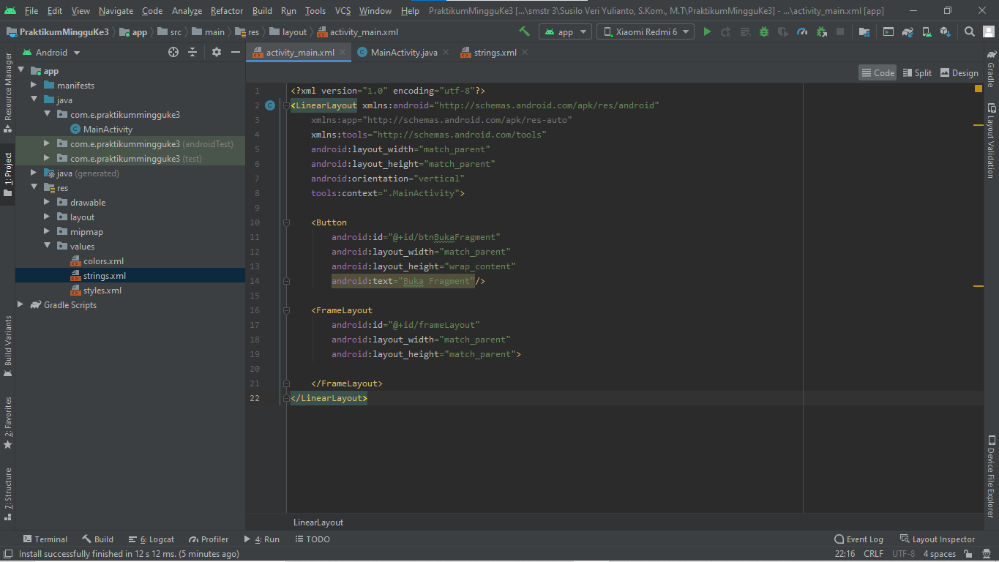 File Edit View Navigate Code Analyze Refactor Build Run Tools VCS Window Help PraktikumMingguKe3 [...\smstr 3\Susilo Veri Yulianto, S.Kom., M.T\PraktikumMingguKe3] - ...\activity_main.xml [app]
PraktikumMingguKe3 app src main res layout activity_main.xml app Xiaomi Redmi 6
Android activity_main.xml MainActivity.java strings.xml
Code Split Design
Resource Manager
1: Project
Build Variants
2: Favorites
7: Structure
app
manifests
java
com.e.praktikummingguke3
MainActivity
com.e.praktikummingguke3 (androidTest)
com.e.praktikummingguke3 (test)
java (generated)
res
drawable
layout
mipmap
values
colors.xml
strings.xml
styles.xml
Gradle Scripts
1 <?xml version="1.0" encoding="utf-8"?>
2 <LinearLayout xmlns:android="http://schemas.android.com/apk/res/android"
3 xmlns:app="http://schemas.android.com/apk/res-auto"
4 xmlns:tools="http://schemas.android.com/tools"
5 android:layout_width="match_parent"
6 android:layout_height="match_parent"
7 android:orientation="vertical"
8 tools:context=".MainActivity">
9
10 <Button
11 android:id="@+id/btnBukaFragment"
12 android:layout_width="match_parent"
13 android:layout_height="wrap_content"
14 android:text="Buka Fragment"/>
15
16 <FrameLayout
17 android:id="@+id/frameLayout"
18 android:layout_width="match_parent"
19 android:layout_height="match_parent">
20
21 </FrameLayout>
22 </LinearLayout>
Gradle
Layout Validation
Device File Explorer
LinearLayout
Terminal Build 6: Logcat Profiler 4: Run TODO Event Log Layout Inspector
Install successfully finished in 12 s 12 ms. (5 minutes ago) 22:16 CRLF UTF-8 4 spaces